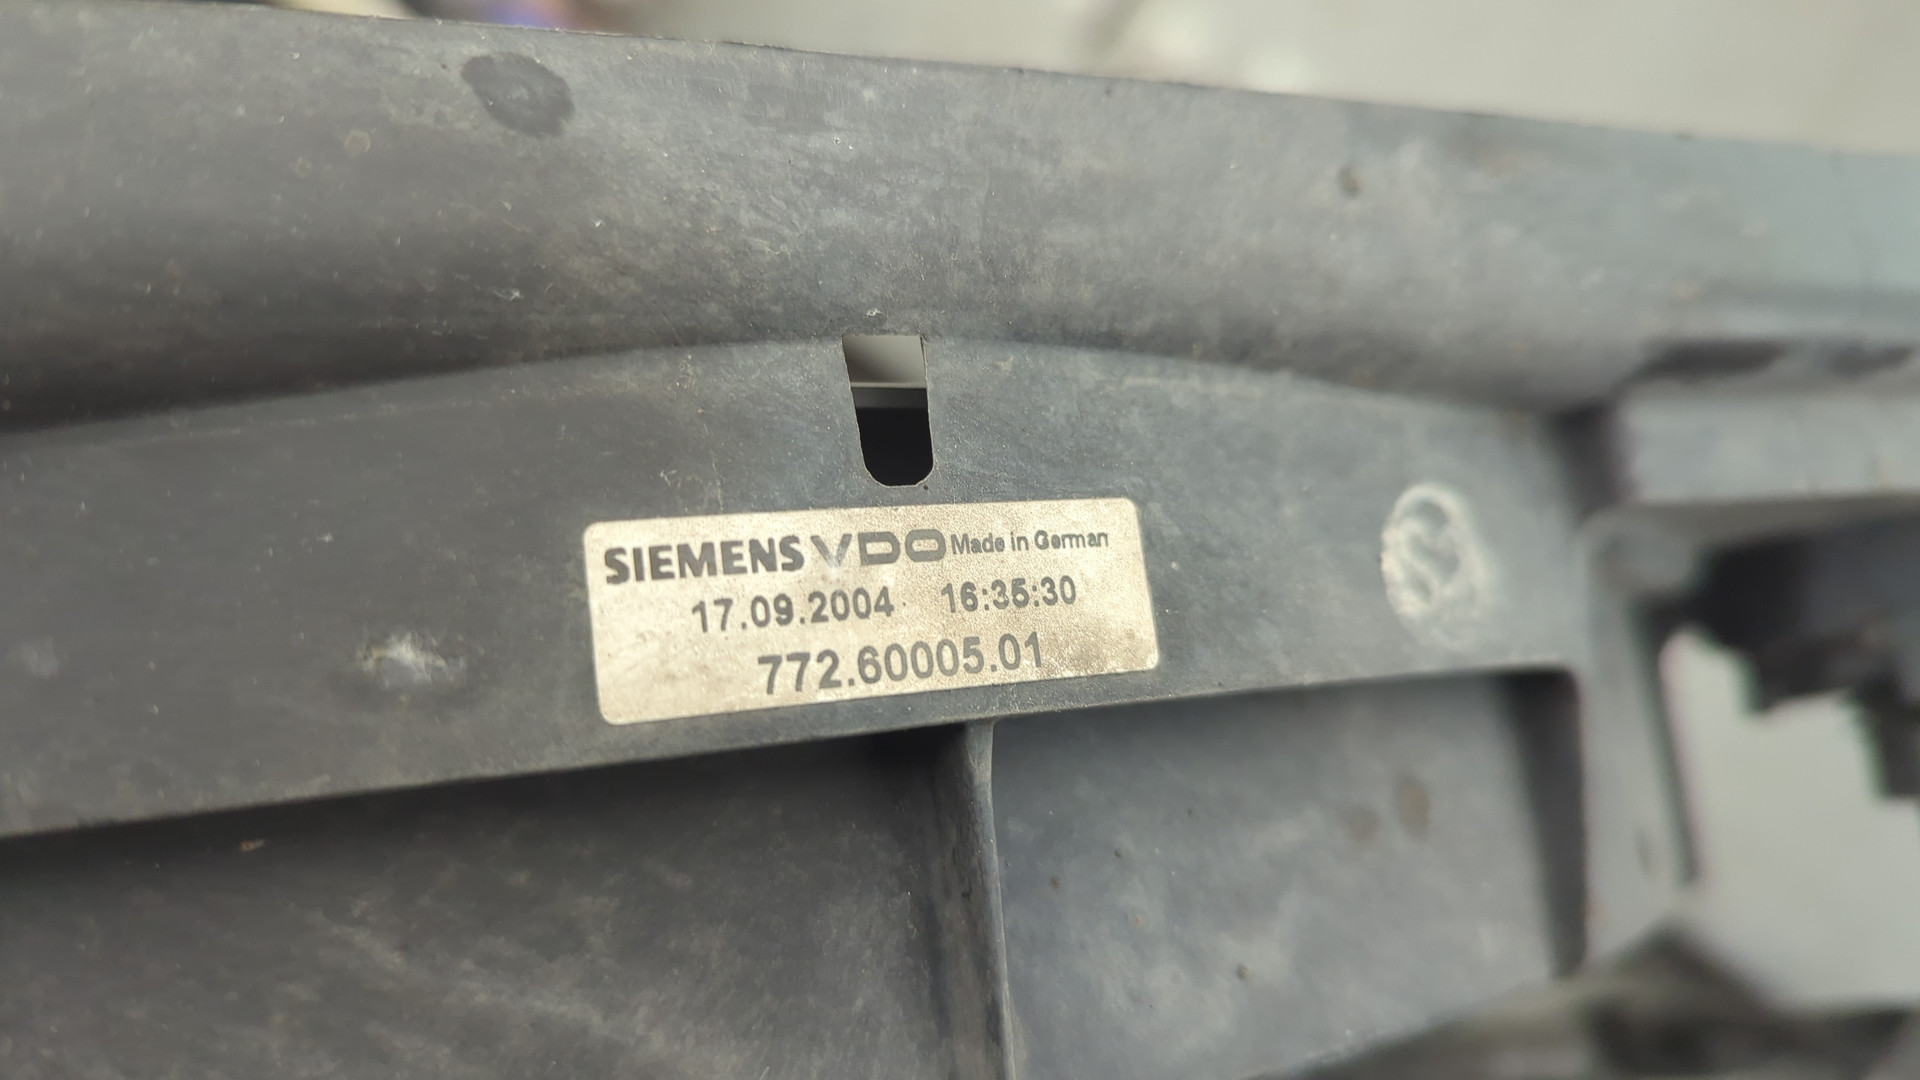 SIEMENS VDO Made in German
17.09.2004 16:35:30
772.60005.01